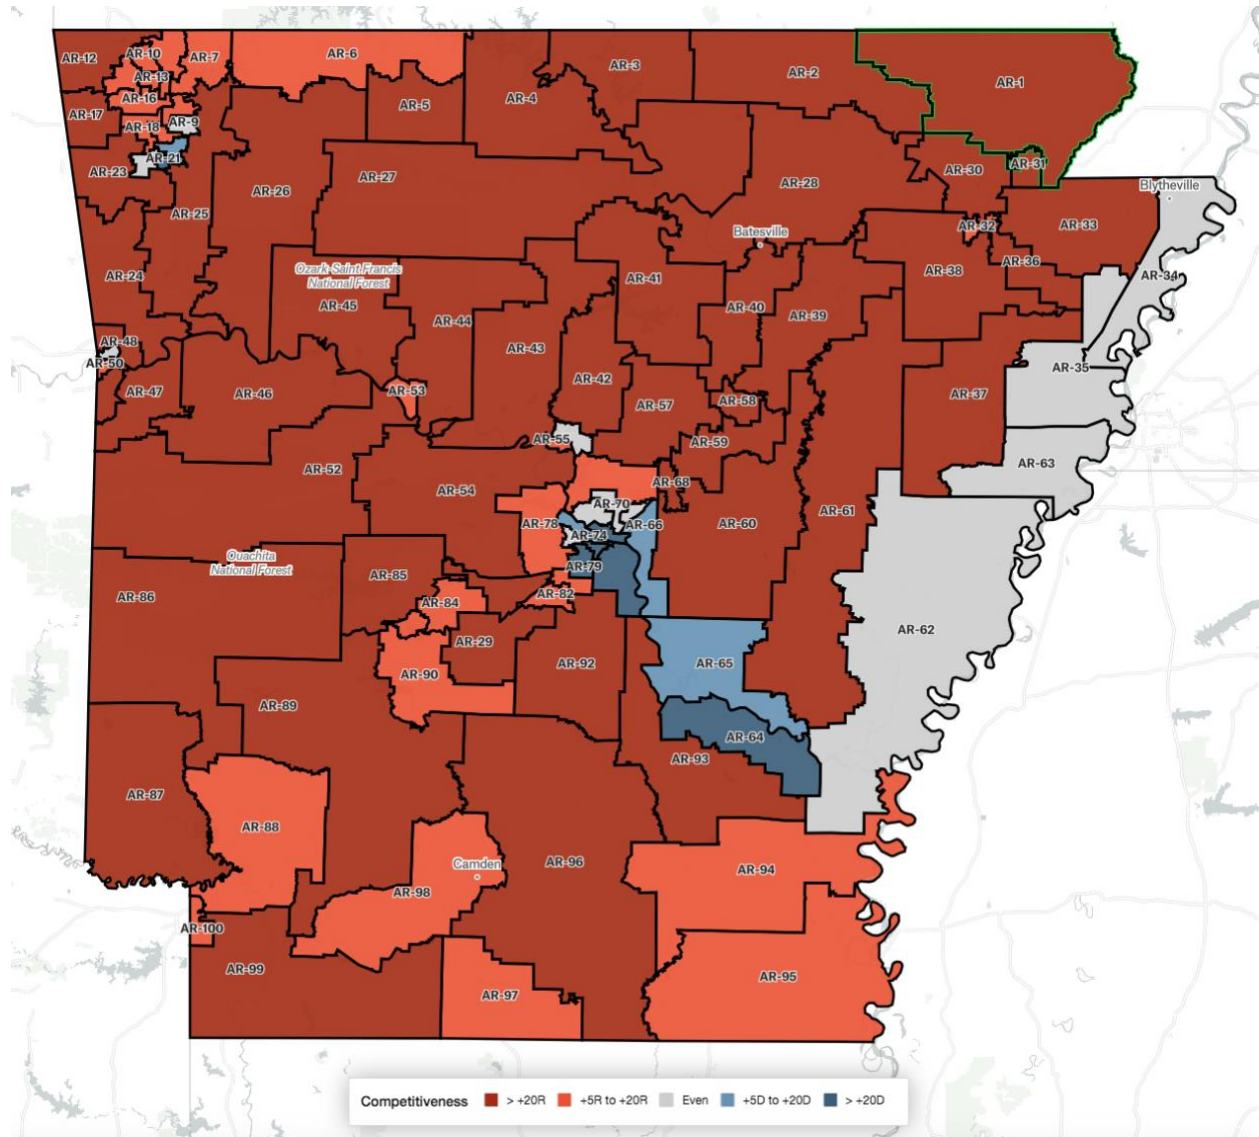 AR-12
AR-10
AR-7
AR-6
AR-3
AR-2
AR-1
AR-13
AR-16
AR-5
AR-4
AR-17
AR-18
AR-9
AR-21
AR-23
AR-31
AR-30
AR-25
AR-26
AR-27
AR-28
Blytheville
AR-32
AR-33
Batesville
AR-36
AR-38
AR-24
Ozark-Saint Francis
National Forest
AR-41
AR-34
AR-45
AR-40
AR-39
AR-44
AR-48
AR-43
AR-50
AR-35
AR-42
AR-47
AR-46
AR-53
AR-57
AR-58
AR-37
AR-55
AR-59
AR-52
AR-63
AR-54
AR-68
AR-70
AR-61
AR-78
AR-66
AR-60
AR-74
Ouachita
National Forest
AR-79
AR-85
AR-86
AR-82
AR-84
AR-62
AR-29
AR-92
AR-65
AR-90
AR-89
AR-64
AR-93
AR-87
AR-88
Camden
AR-96
AR-94
AR-98
AR-100
AR-99
AR-95
AR-97
Competitiveness > +20R +5R to +20R Even +5D to +20D > +20D